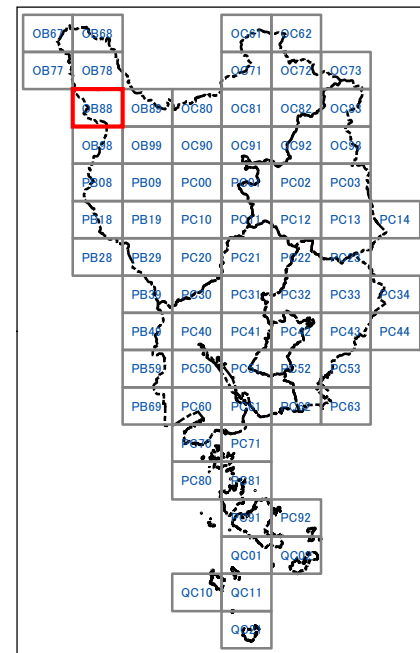 OB67 OB68 OC61 OC62
OB77 OB78 OC71 OC72 OC73
OB88 OB89 OC80 OC81 OC82 OC83
OB98 OB99 OC90 OC91 OC92 OC93
PB08 PB09 PC00 PC01 PC02 PC03
PB18 PB19 PC10 PC11 PC12 PC13 PC14
PB28 PB29 PC20 PC21 PC22 PC23
PB39 PC30 PC31 PC32 PC33 PC34
PB49 PC40 PC41 PC42 PC43 PC44
PB59 PC50 PC51 PC52 PC53
PB69 PC60 PC61 PC62 PC63
PC70 PC71
PC80 PC81
PC91 PC92
QC01 QC02
QC10 QC11
QC21